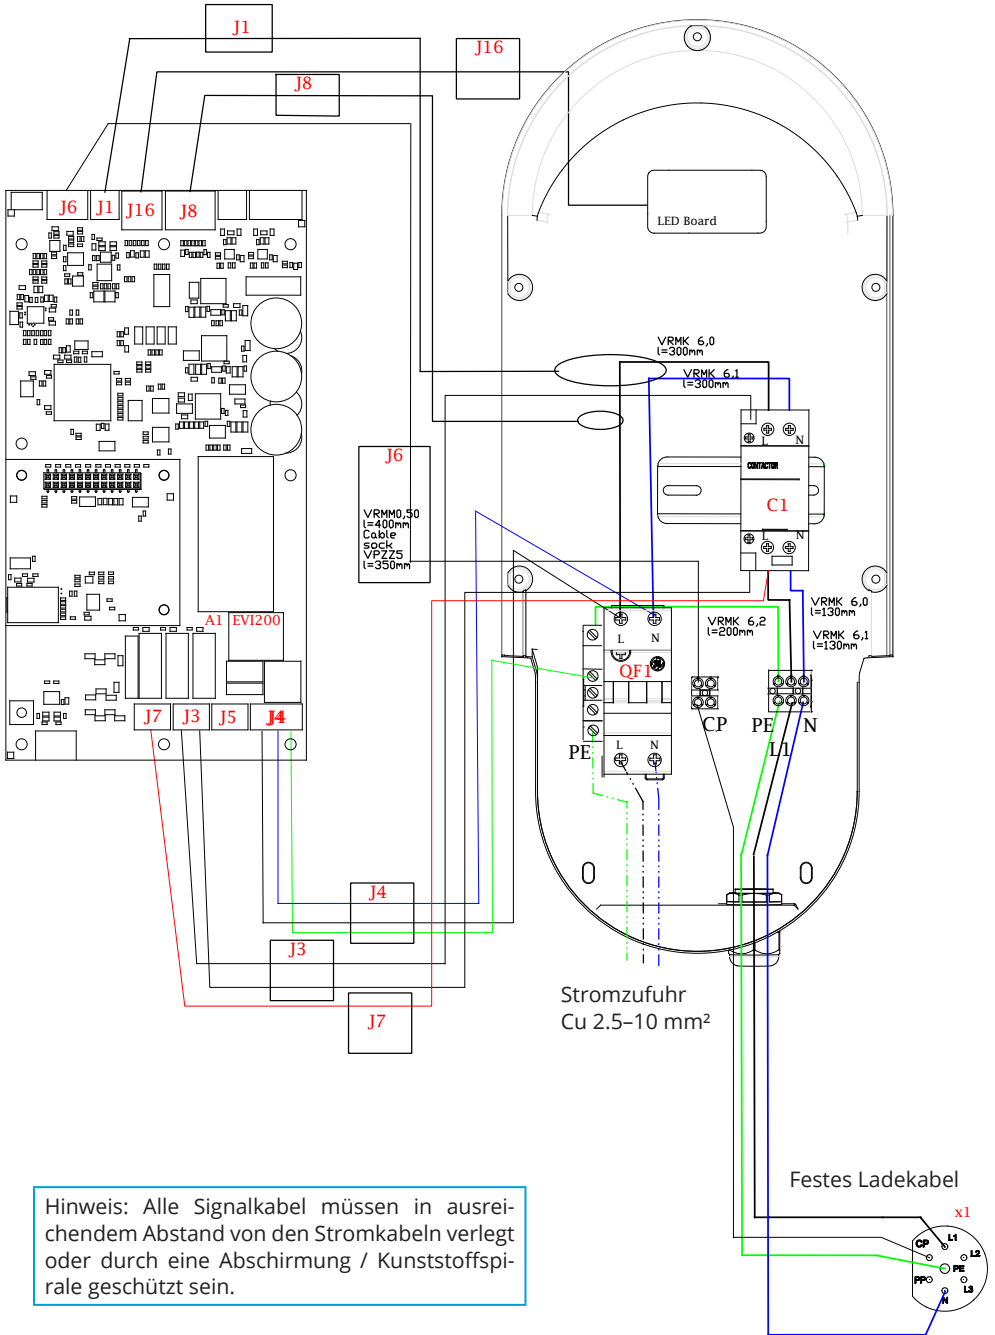 J1
J16
J8
J6
J1
J16
J8
LED Board
VRMK 6,0
l=300mm
VRMK 6,1
l=300mm
J6
VRMM0,50
l=400mm
Cable
sock
VPZZ5
l=350mm
L
N
CONTACTOR
C1
L
N
A1
EVI200
VRMK 6,0
l=130mm
VRMK 6,2
l=200mm
VRMK 6,1
l=130mm
L
N
QF1
J7
J3
J5
J4
CP
PE
N
L1
PE
L
N
J4
J3
J7
Stromzufuhr
Cu 2.5–10 mm²
Festes Ladekabel
x1
Hinweis: Alle Signalkabel müssen in ausrei-
chendem Abstand von den Stromkabeln verlegt
oder durch eine Abschirmung / Kunststoffspi-
rale geschützt sein.
L1
CP
L2
PE
PP
L3
N